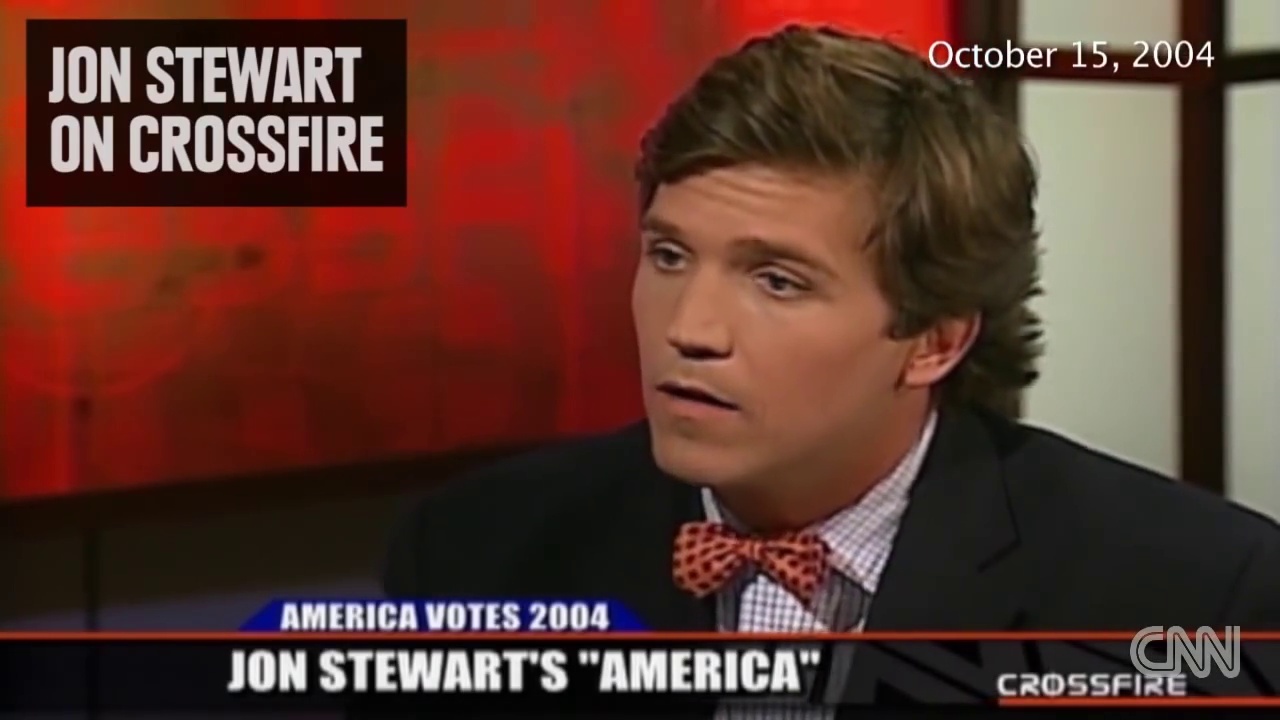 JON STEWART
ON CROSSFIRE
October 15, 2004
AMERICA VOTES 2004
JON STEWART'S "AMERICA"
CNN
CROSSFIRE